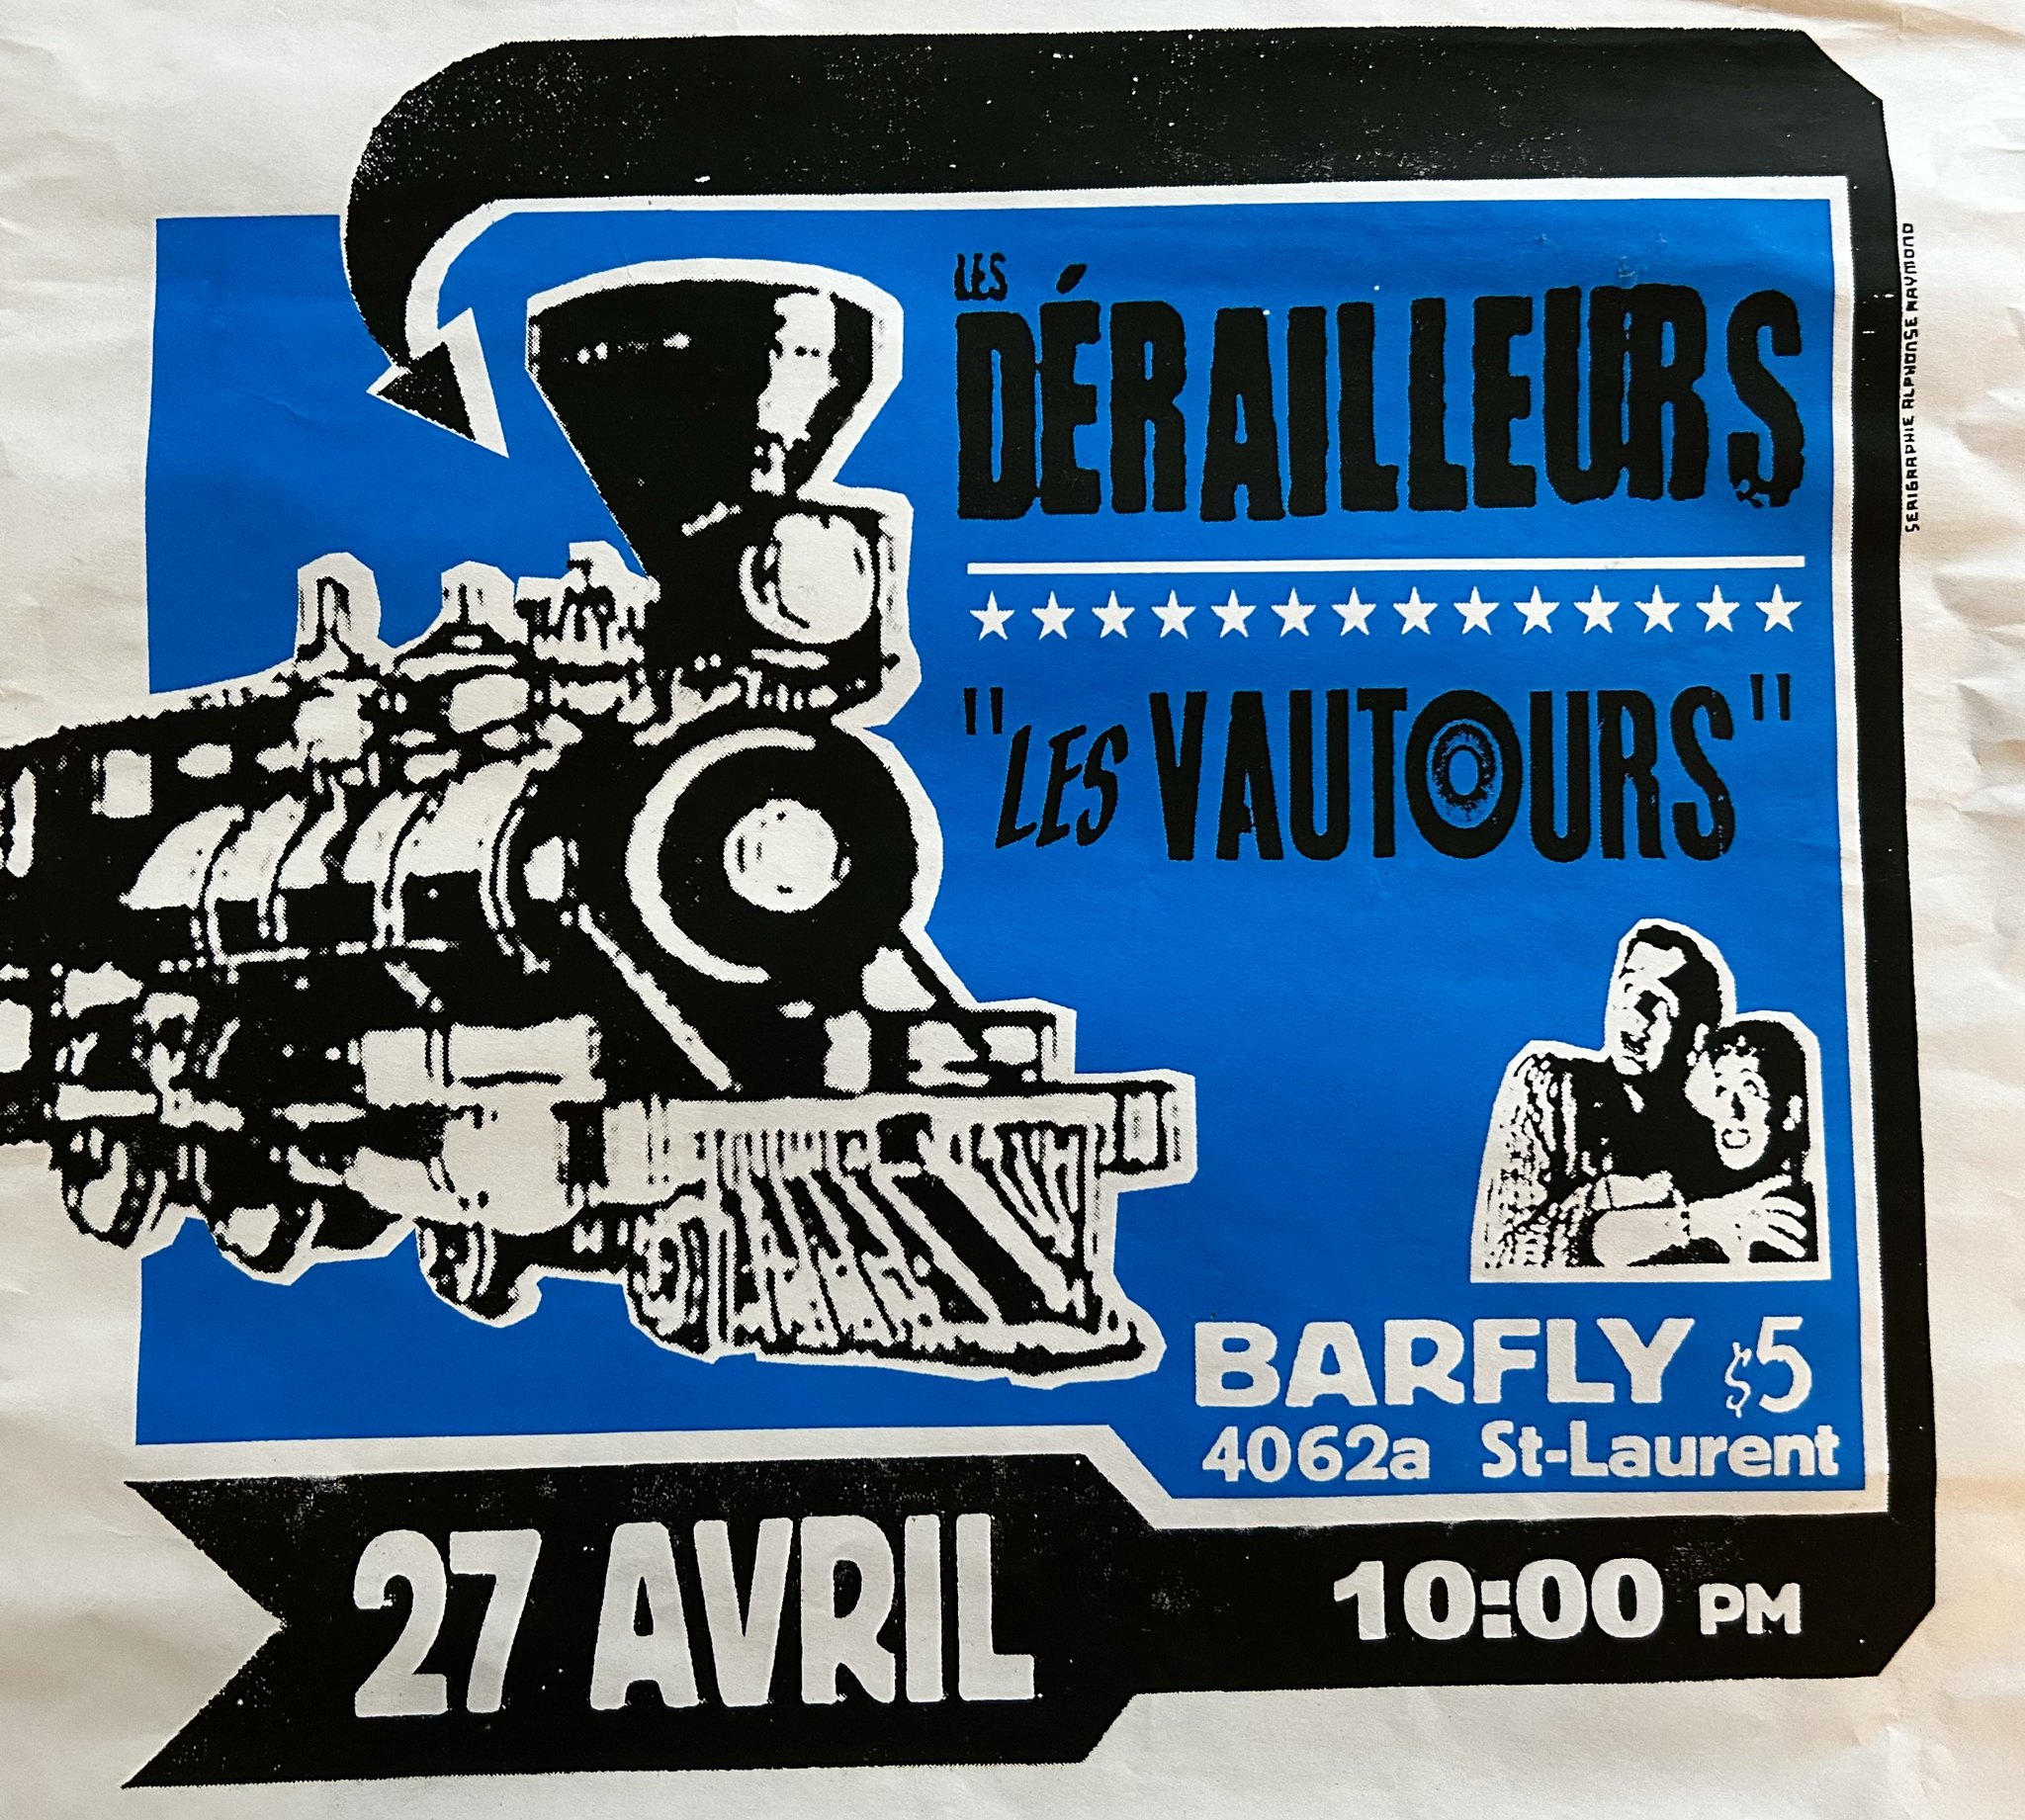 LES
DÉRAILLEURS
"LES VAUTOURS"
BARFLY $5
4062a St-Laurent
27 AVRIL
10:00 PM
SERIGRAPHIE ALPHONSE RAYMOND